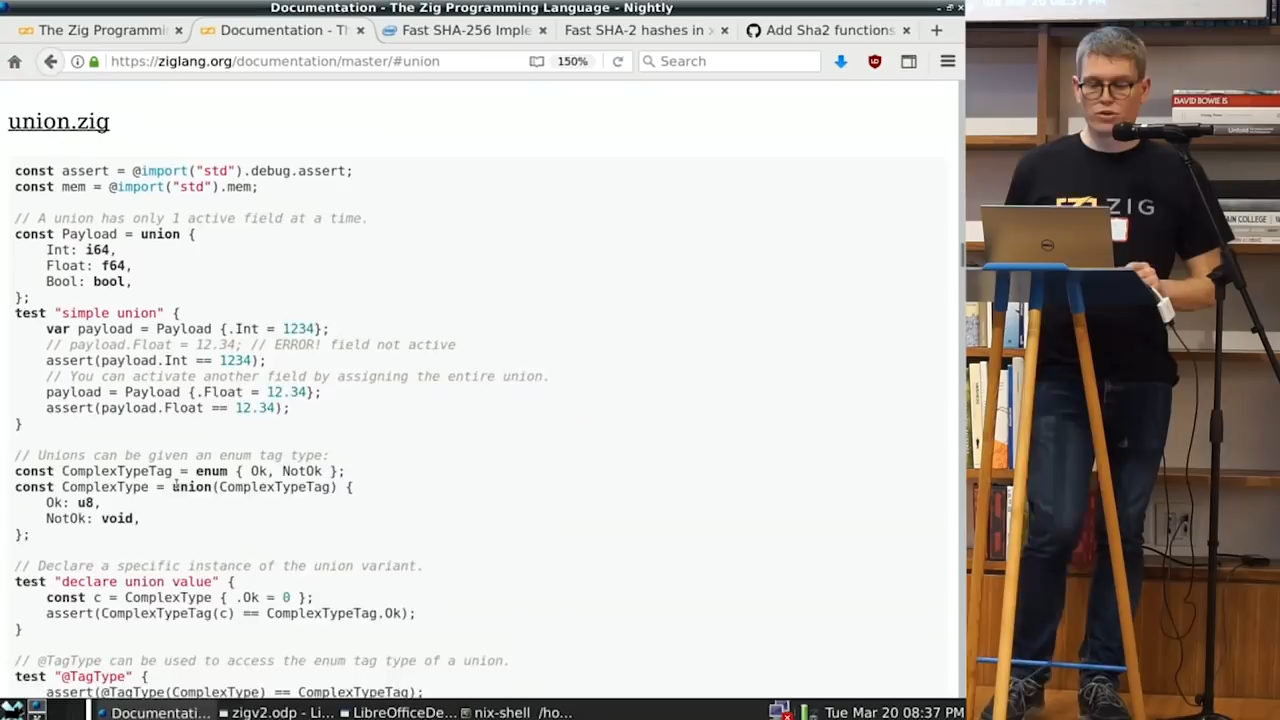 Documentation - The Zig Programming Language - Nightly
The Zig Programmi
Documentation - Th
Fast SHA-256 Imple
Fast SHA-2 hashes in
Add Sha2 functions
https://ziglang.org/documentation/master/#union
150%
Search
union.zig
const assert = @import("std").debug.assert;
const mem = @import("std").mem;
// A union has only 1 active field at a time.
const Payload = union {
Int: i64,
Float: f64,
Bool: bool,
};
test "simple union" {
var payload = Payload {.Int = 1234};
// payload.Float = 12.34; // ERROR! field not active
assert(payload.Int == 1234);
// You can activate another field by assigning the entire union.
payload = Payload {.Float = 12.34};
assert(payload.Float == 12.34);
}
// Unions can be given an enum tag type:
const ComplexTypeTag = enum { Ok, NotOk };
const ComplexType = union(ComplexTypeTag) {
Ok: u8,
NotOk: void,
};
// Declare a specific instance of the union variant.
test "declare union value" {
const c = ComplexType { .Ok = 0 };
assert(ComplexTypeTag(c) == ComplexTypeTag.Ok);
}
// @TagType can be used to access the enum tag type of a union.
test "@TagType" {
assert(@TagType(ComplexType) == ComplexTypeTag);
Documentati...
zigv2.odp - Li...
LibreOfficeDe...
nix-shell /ho...
Tue Mar 20 08:37 PM
DAVID BOWIE IS
ZIG
DELL